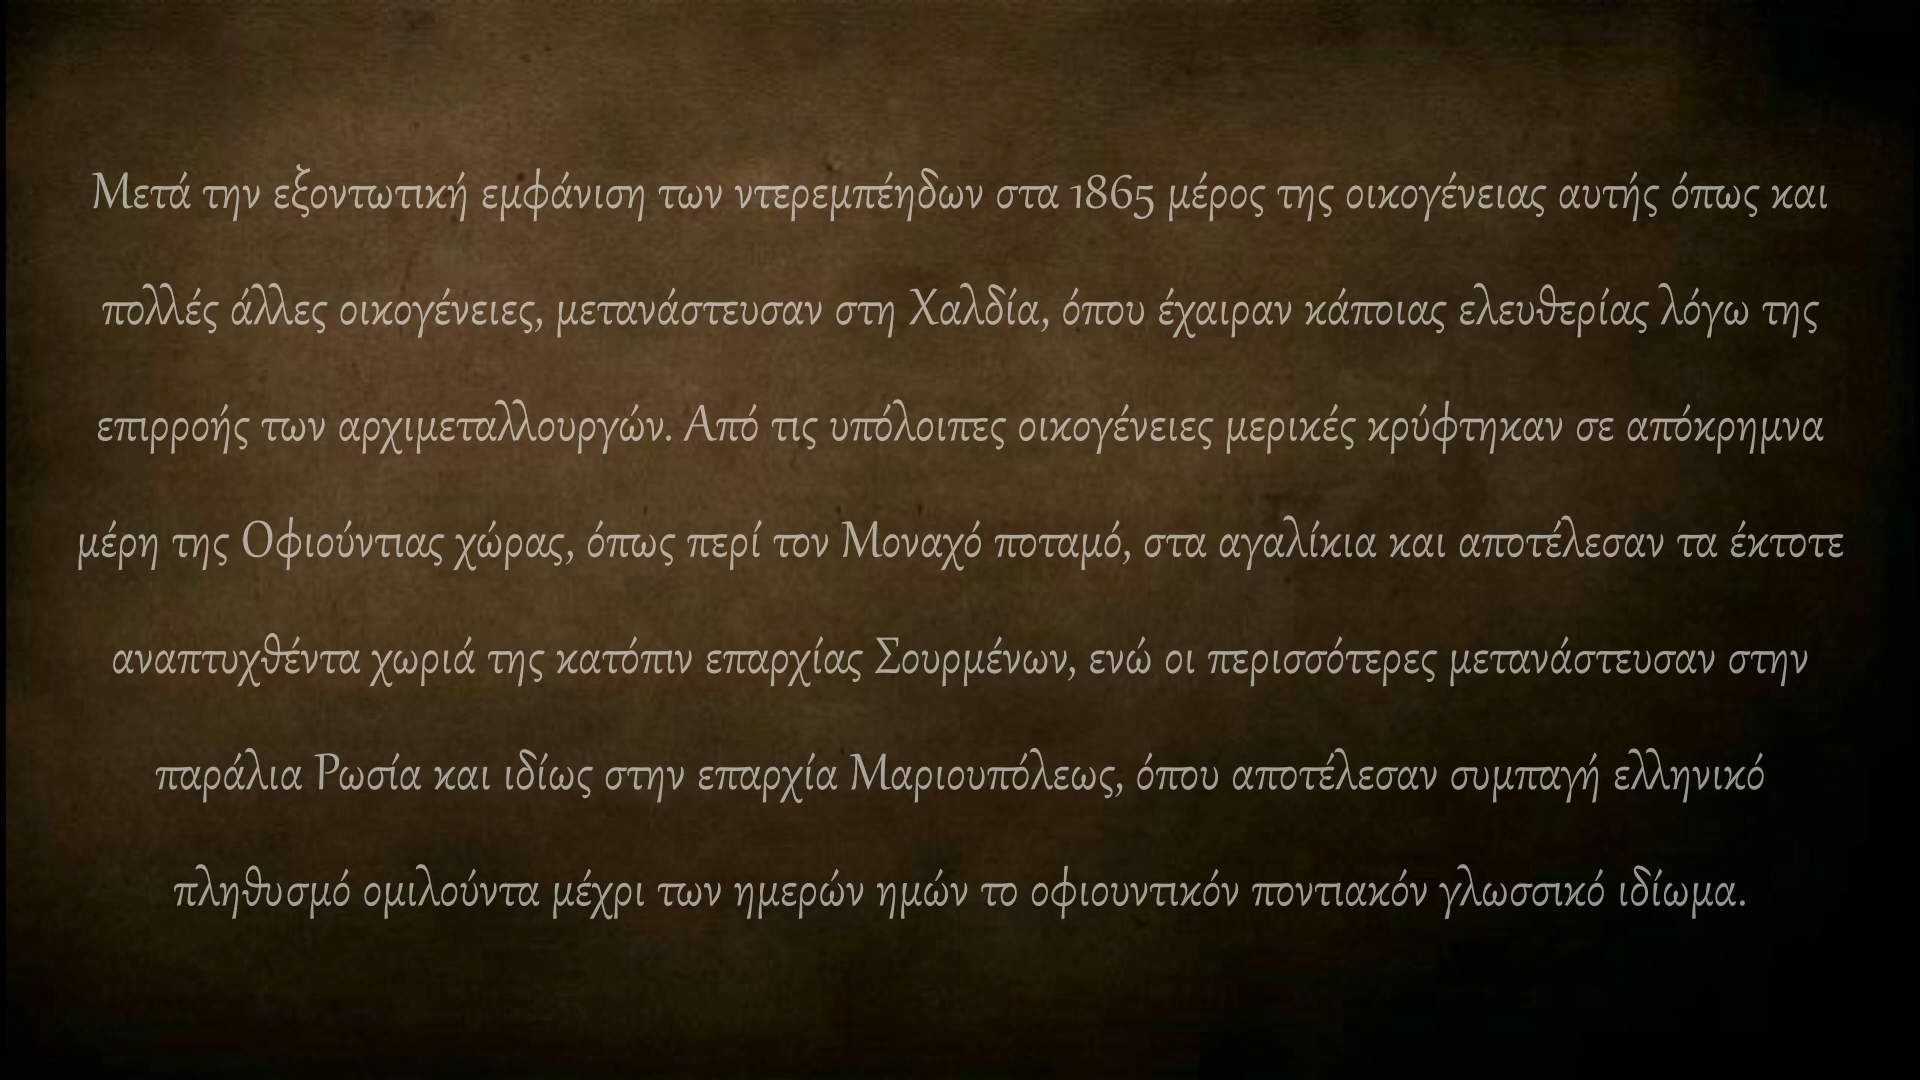 Μετά την εξοντωτική εμφάνιση των ντερεμπέηδων στα 1865 μέρος της οικογένειας αυτής όπως και
πολλές άλλες οικογένειες, μετανάστευσαν στη Χαλδία, όπου έχαιραν κάποιας ελευθερίας λόγω της
επιρροής των αρχιμεταλλουργών. Από τις υπόλοιπες οικογένειες μερικές κρύφτηκαν σε απόκρημνα
μέρη της Οφιούντιας χώρας, όπως περί τον Μοναχό ποταμό, στα αγαλίκια και αποτέλεσαν τα έκτοτε
αναπτυχθέντα χωριά της κατόπιν επαρχίας Σουρμένων, ενώ οι περισσότερες μετανάστευσαν στην
παράλια Ρωσία και ιδίως στην επαρχία Μαριουπόλεως, όπου αποτέλεσαν συμπαγή ελληνικό
πληθυσμό ομιλούντα μέχρι των ημερών ημών το οφιουντικόν ποντιακόν γλωσσικό ιδίωμα.